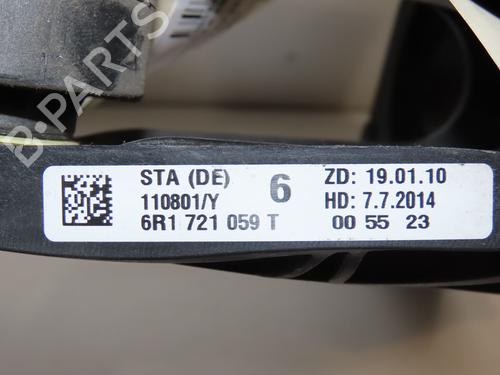 B-PARTS
STA (DE) 6 ZD: 19.01.10
110801/Y HD: 7.7.2014
6R1 721 059 T 00 55 23